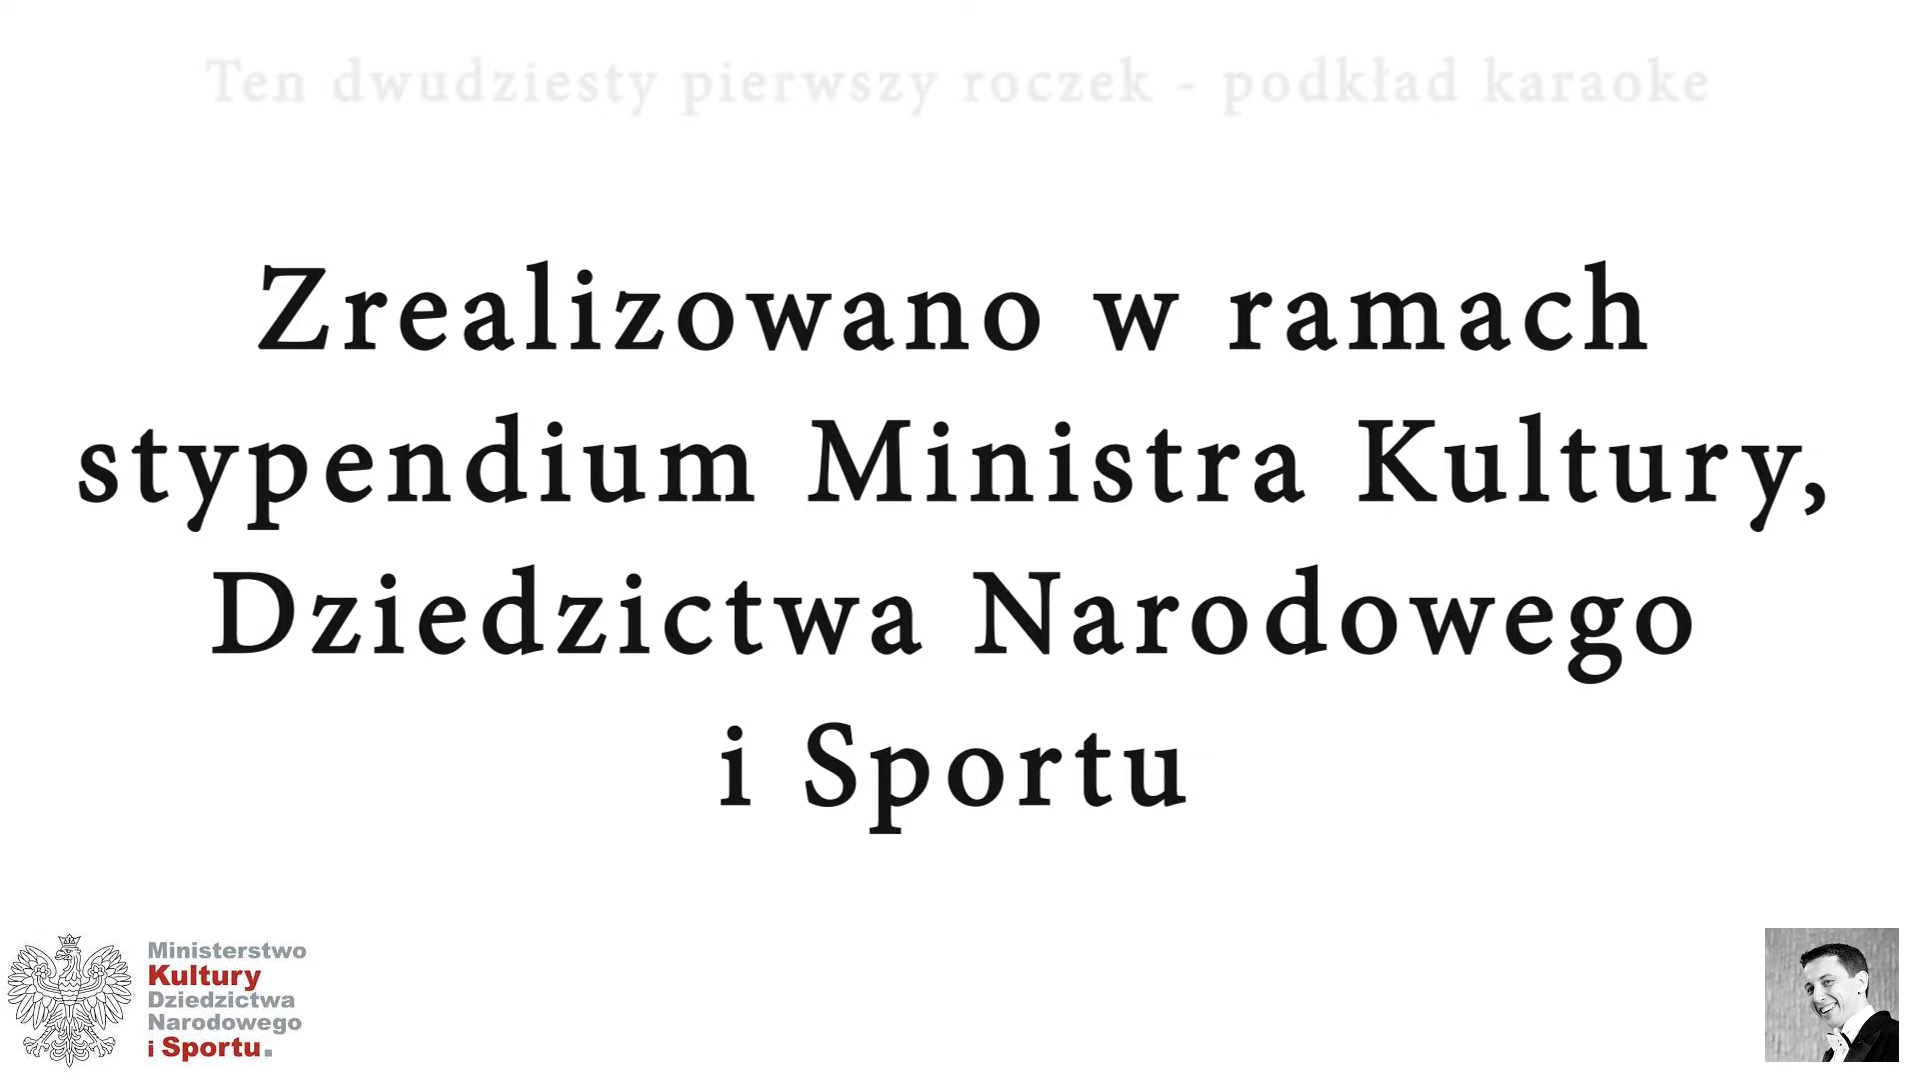 Ten dwudziesty pierwszy roczek - podkład karaoke
Zrealizowano w ramach
stypendium Ministra Kultury,
Dziedzictwa Narodowego
i Sportu
Ministerstwo
Kultury
Dziedzictwa
Narodowego
i Sportu.